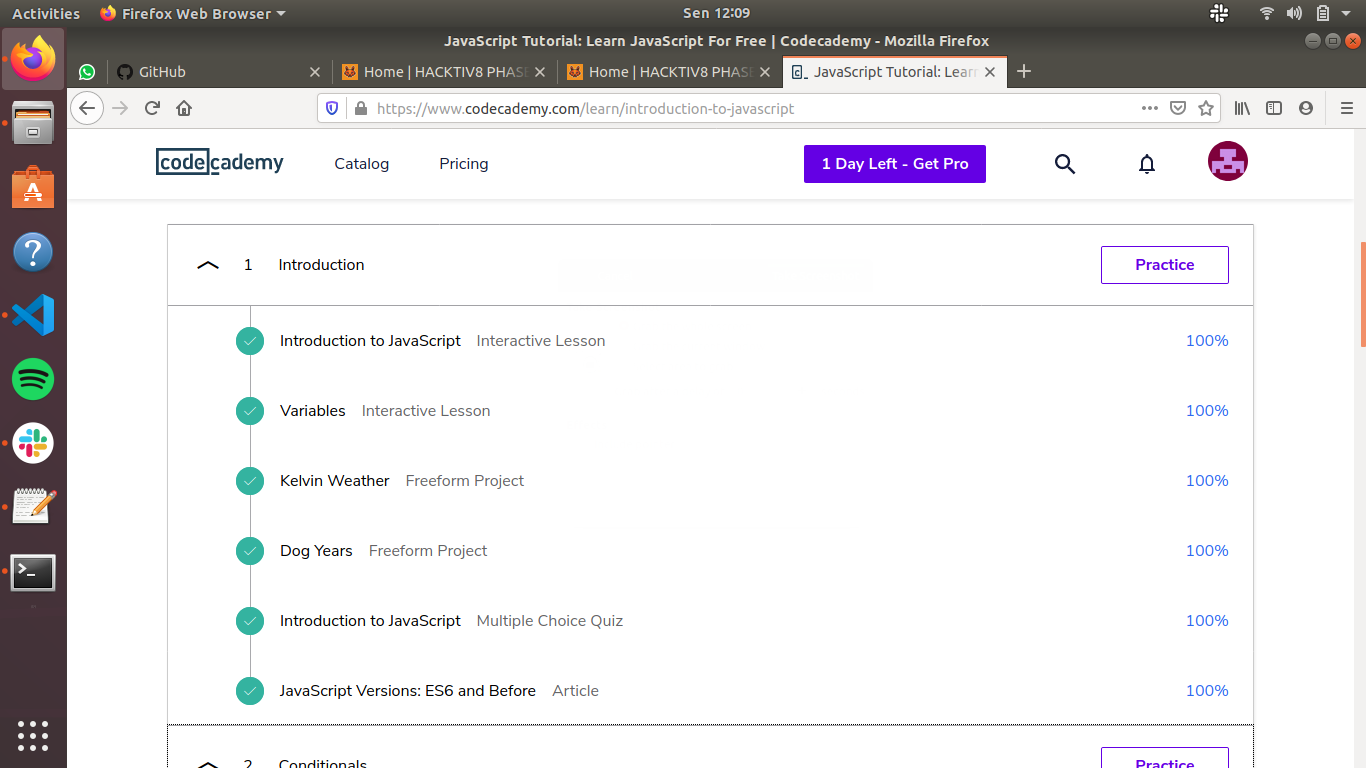 Activities Firefox Web Browser Sen 12:09
JavaScript Tutorial: Learn JavaScript For Free | Codecademy - Mozilla Firefox
GitHub Home | HACKTIV8 PHASE Home | HACKTIV8 PHASE JavaScript Tutorial: Learn
https://www.codecademy.com/learn/introduction-to-javascript
codecademy Catalog Pricing 1 Day Left - Get Pro
1 Introduction Practice
Introduction to JavaScript Interactive Lesson 100%
Variables Interactive Lesson 100%
Kelvin Weather Freeform Project 100%
Dog Years Freeform Project 100%
Introduction to JavaScript Multiple Choice Quiz 100%
JavaScript Versions: ES6 and Before Article 100%
2 Conditionals Practice